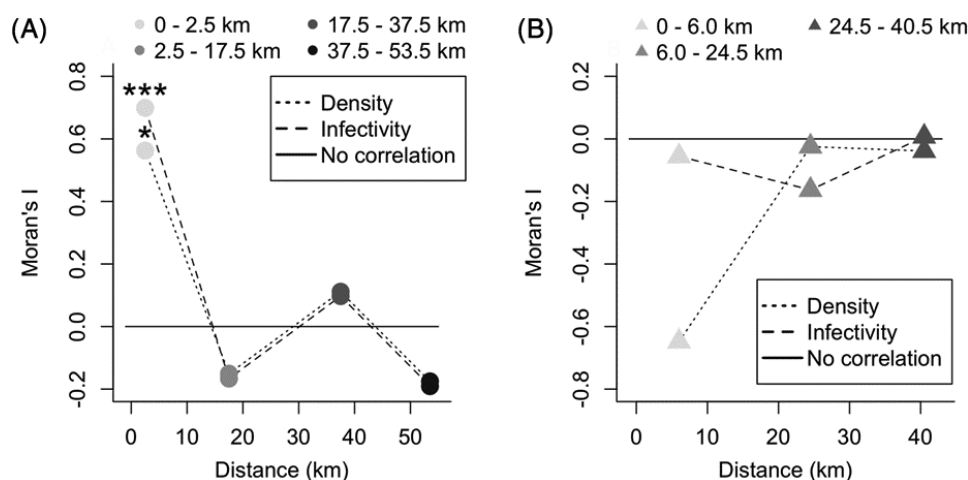 (A)
0 - 2.5 km
17.5 - 37.5 km
2.5 - 17.5 km
37.5 - 53.5 km
***
*
Density
Infectivity
No correlation
Moran's I
0.8
0.6
0.4
0.2
0.0
-0.2
0 10 20 30 40 50
Distance (km)
(B)
0 - 6.0 km
24.5 - 40.5 km
6.0 - 24.5 km
Density
Infectivity
No correlation
Moran's I
0.2
0.0
-0.2
-0.4
-0.6
-0.8
0 10 20 30 40
Distance (km)